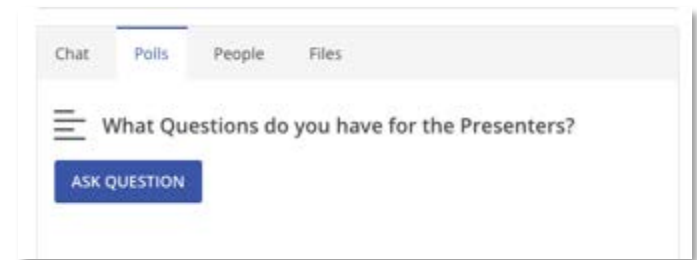 Chat Polls People Files
What Questions do you have for the Presenters?
ASK QUESTION